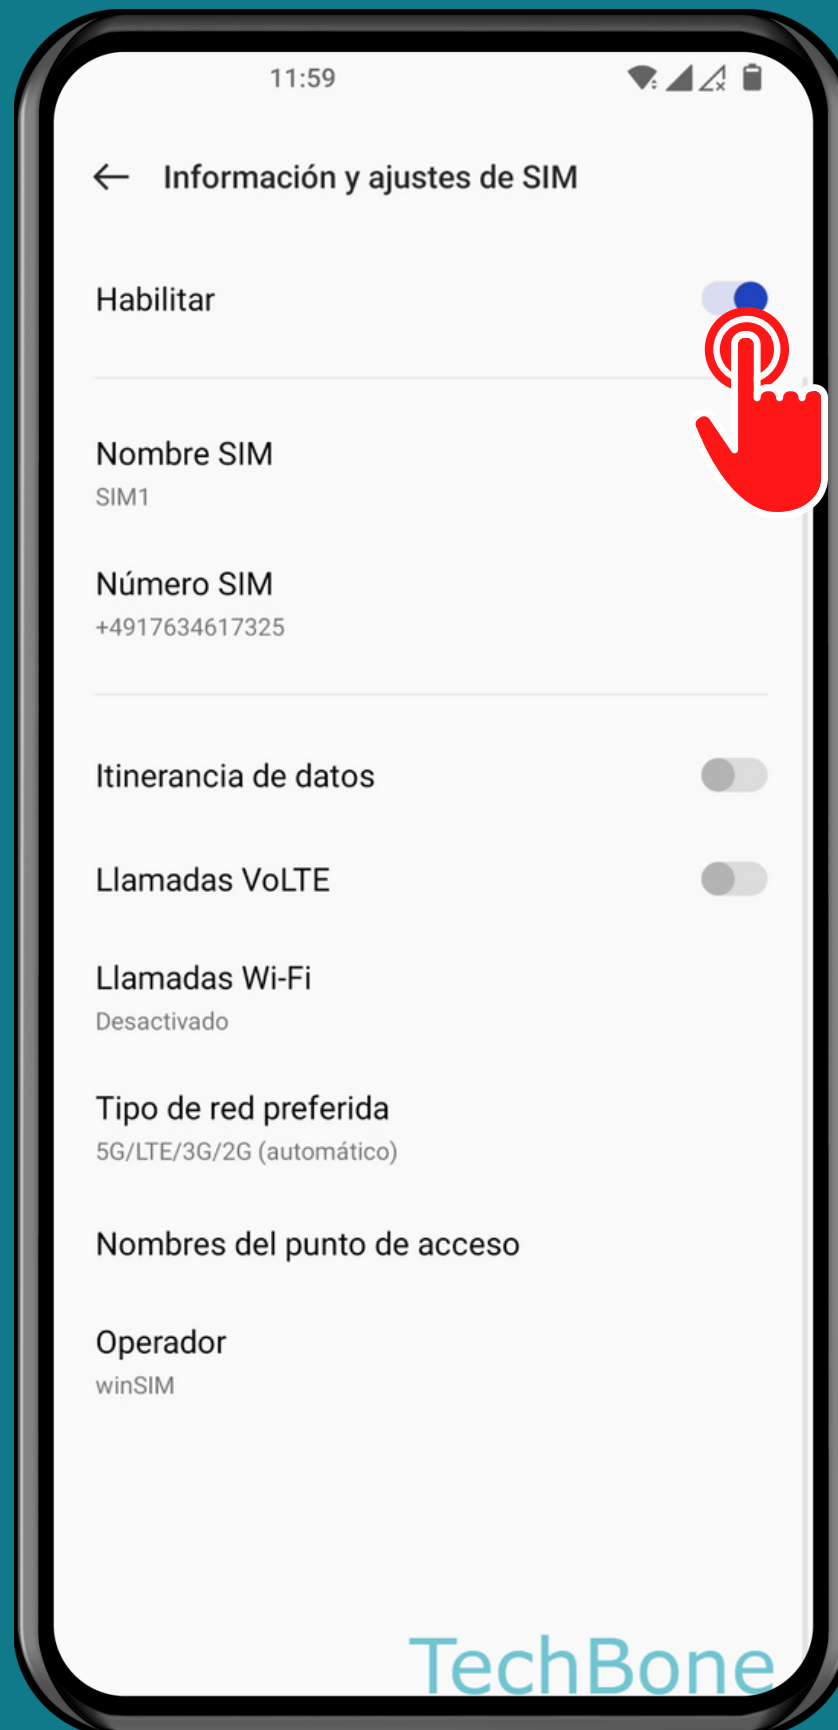 11:59
Información y ajustes de SIM
Habilitar
Nombre SIM
SIM1
Número SIM
+4917634617325
Itinerancia de datos
Llamadas VoLTE
Llamadas Wi-Fi
Desactivado
Tipo de red preferida
5G/LTE/3G/2G (automático)
Nombres del punto de acceso
Operador
winSIM
TechBone